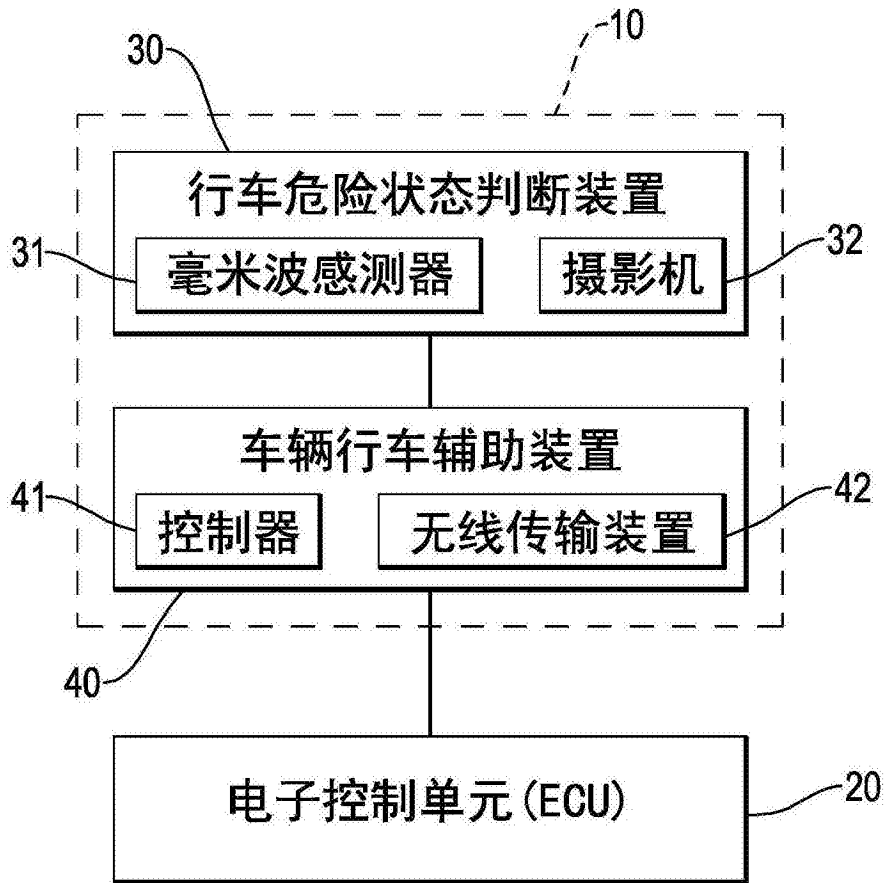 10
30
行车危险状态判断装置
31
毫米波感测器
摄影机
32
车辆行车辅助装置
41
控制器
无线传输装置
42
40
电子控制单元(ECU)
20